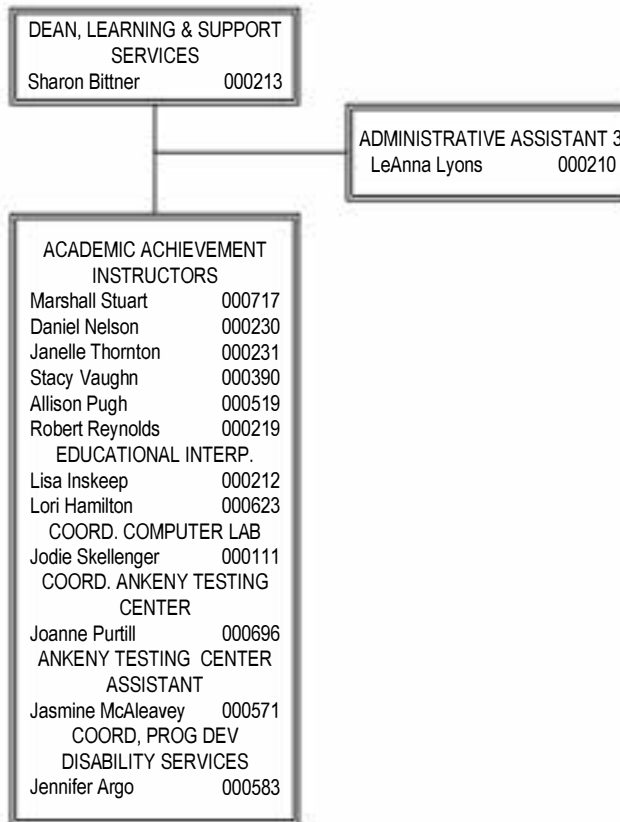 DEAN, LEARNING & SUPPORT
SERVICES
Sharon Bittner 000213
ADMINISTRATIVE ASSISTANT 3
LeAnna Lyons 000210
ACADEMIC ACHIEVEMENT
INSTRUCTORS
Marshall Stuart 000717
Daniel Nelson 000230
Janelle Thornton 000231
Stacy Vaughn 000390
Allison Pugh 000519
Robert Reynolds 000219
EDUCATIONAL INTERP.
Lisa Inskeep 000212
Lori Hamilton 000623
COORD. COMPUTER LAB
Jodie Skellenger 000111
COORD. ANKENY TESTING
CENTER
Joanne Purtill 000696
ANKENY TESTING CENTER
ASSISTANT
Jasmine McAleavey 000571
COORD, PROG DEV
DISABILITY SERVICES
Jennifer Argo 000583